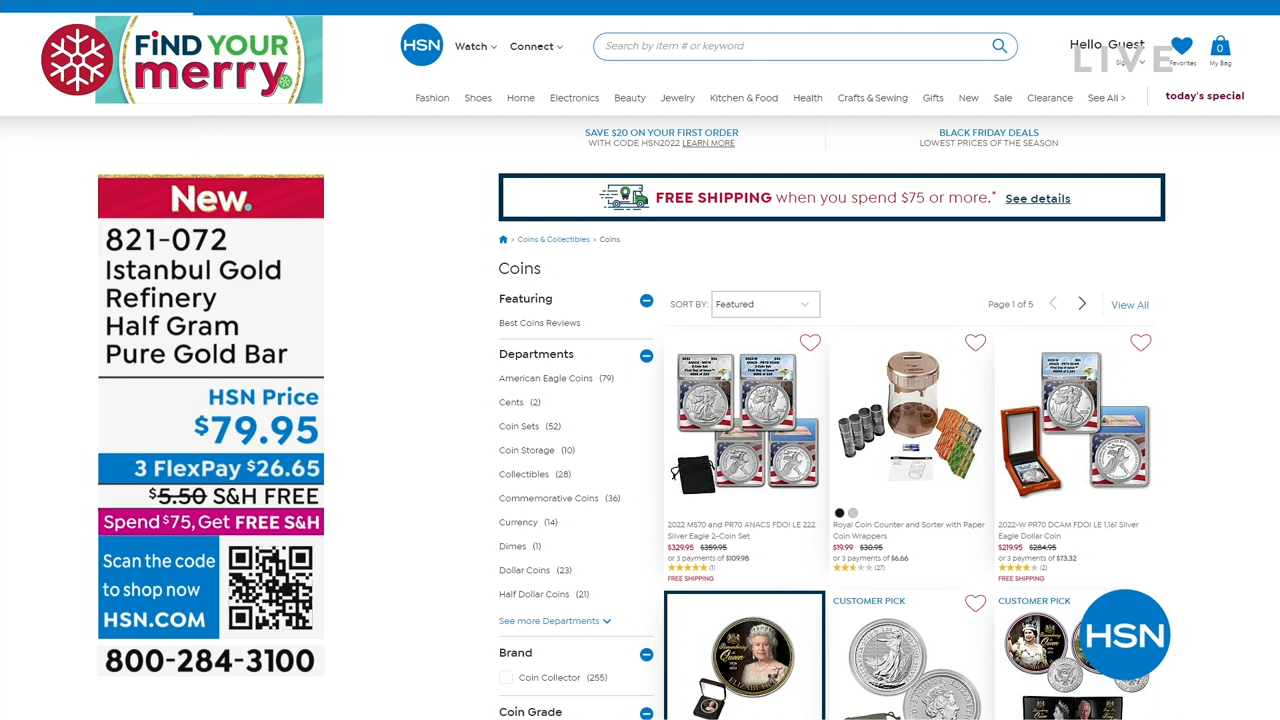 FiND YOUR
merry.
HSN
Watch
Connect
Search by item # or keyword
Hello, Guest
LIVE
Favorites
0
My Bag
Fashion Shoes Home Electronics Beauty Jewelry Kitchen & Food Health Crafts & Sewing Gifts New Sale Clearance See All >
today's special
SAVE $20 ON YOUR FIRST ORDER
WITH CODE HSN2022 LEARN MORE
BLACK FRIDAY DEALS
LOWEST PRICES OF THE SEASON
New.
821-072
Istanbul Gold
Refinery
Half Gram
Pure Gold Bar
HSN Price
$79.95
3 FlexPay $26.65
$5.50 S&H FREE
Spend $75, Get FREE S&H
Scan the code
to shop now
HSN.COM
800-284-3100
FREE SHIPPING when you spend $75 or more.* See details
> Coins & Collectibles > Coins
Coins
Featuring
Best Coins Reviews
Departments
American Eagle Coins (79)
Cents (2)
Coin Sets (52)
Coin Storage (10)
Collectibles (28)
Commemorative Coins (36)
Currency (14)
Dimes (1)
Dollar Coins (23)
Half Dollar Coins (21)
See more Departments
Brand
Coin Collector (255)
Coin Grade
SORT BY: Featured
Page 1 of 5
View All
2022 MS70 and PR70 ANACS FDOI LE 222
Silver Eagle 2-Coin Set
$329.95 $359.95
or 3 payments of $109.98
(1)
FREE SHIPPING
Royal Coin Counter and Sorter with Paper
Coin Wrappers
$19.99 $30.95
or 3 payments of $6.66
(27)
2022-W PR70 DCAM FDOI LE 1,161 Silver
Eagle Dollar Coin
$219.95 $284.95
or 3 payments of $73.32
(2)
FREE SHIPPING
CUSTOMER PICK
CUSTOMER PICK
HSN